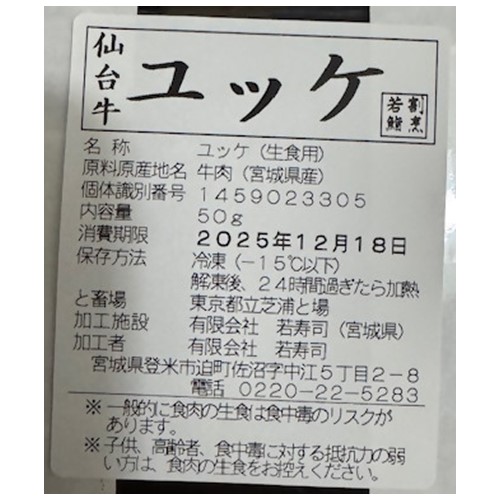 仙台牛 ユッケ 割烹 若鮨
名称 ユッケ（生食用）
原料原産地名 牛肉（宮城県産）
個体識別番号 1459023305
内容量 50g
消費期限 2025年12月18日
保存方法 冷凍（−15℃以下）
解凍後、24時間過ぎたら加熱
と畜場 東京都立芝浦と場
加工施設 有限会社 若寿司（宮城県）
加工者 有限会社 若寿司
宮城県登米市迫町佐沼字中江5丁目2−8
電話 0220−22−5283
※一般的に食肉の生食は食中毒のリスクが
あります。
※子供、高齢者、食中毒に対する抵抗力の弱
い方は、食肉の生食をお控えください。